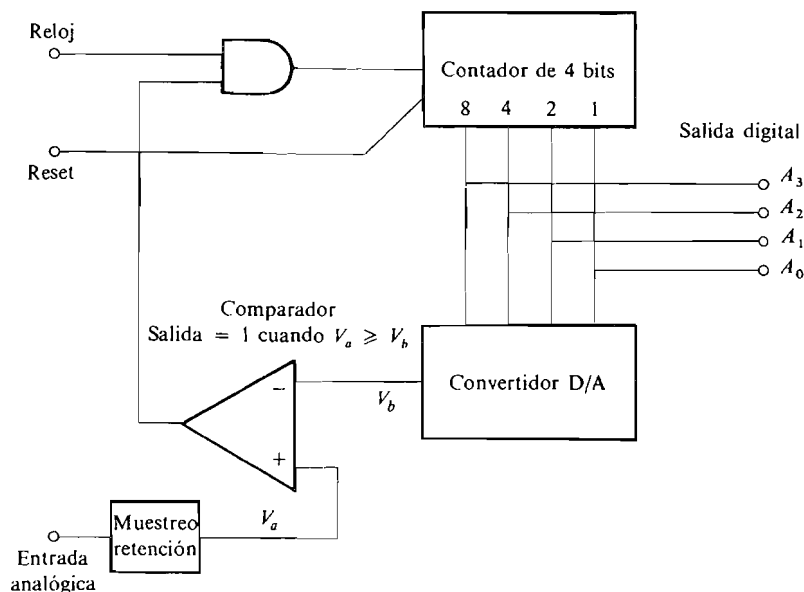 Reloj
Contador de 4 bits
8 4 2 1
Salida digital
Reset
A3
A2
A1
A0
Comparador
Salida = 1 cuando Va ⩾ Vb
Convertidor D/A
−
Vb
+
Muestreo
retención
Va
Entrada
analógica